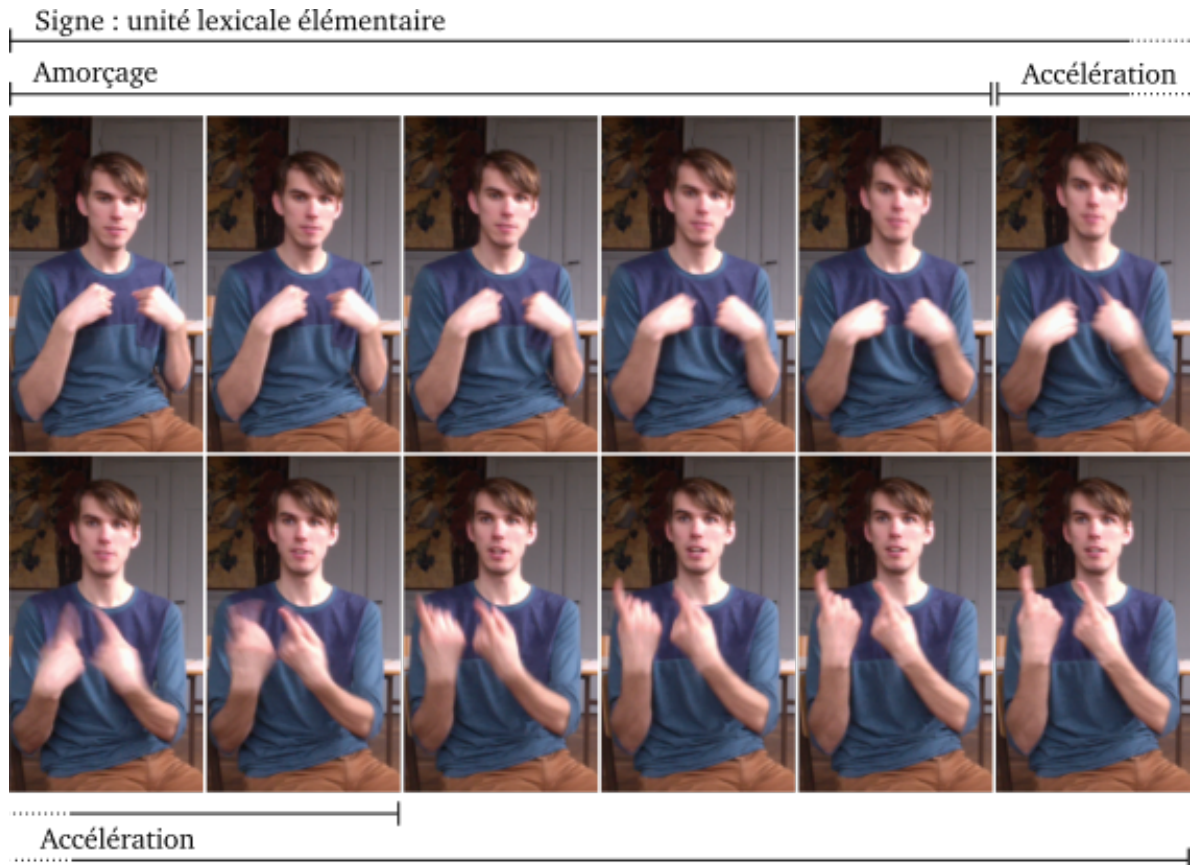 Signe : unité lexicale élémentaire
Amorçage
Accélération
Accélération